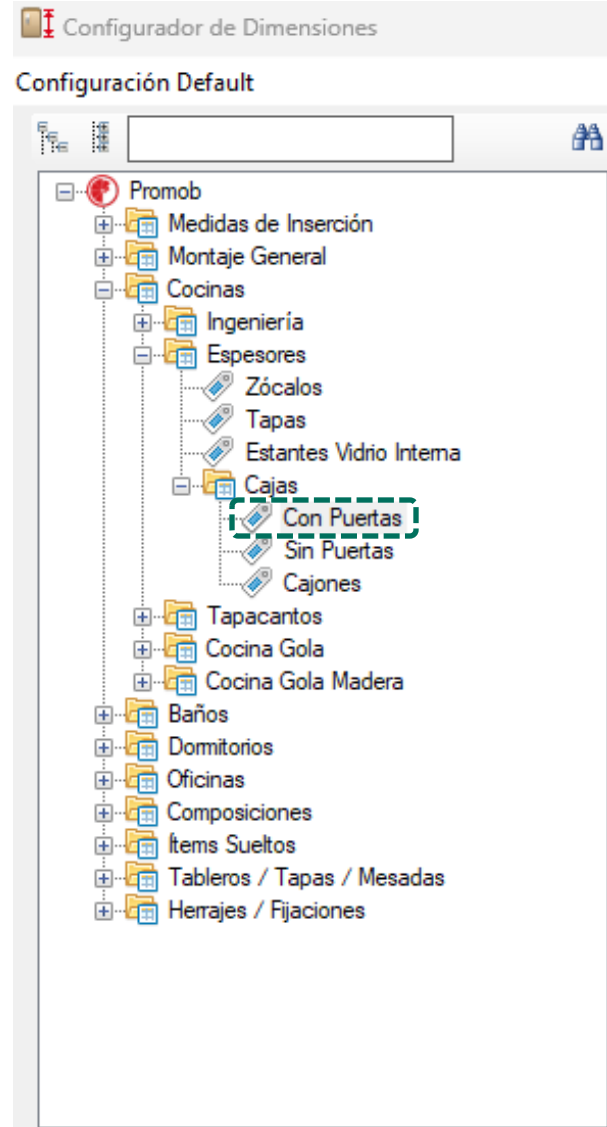 Configurador de Dimensiones
Configuración Default
Promob
Medidas de Inserción
Montaje General
Cocinas
Ingeniería
Espesores
Zócalos
Tapas
Estantes Vidrio Interna
Cajas
Con Puertas
Sin Puertas
Cajones
Tapacantos
Cocina Gola
Cocina Gola Madera
Baños
Dormitorios
Oficinas
Composiciones
Ítems Sueltos
Tableros / Tapas / Mesadas
Herrajes / Fijaciones